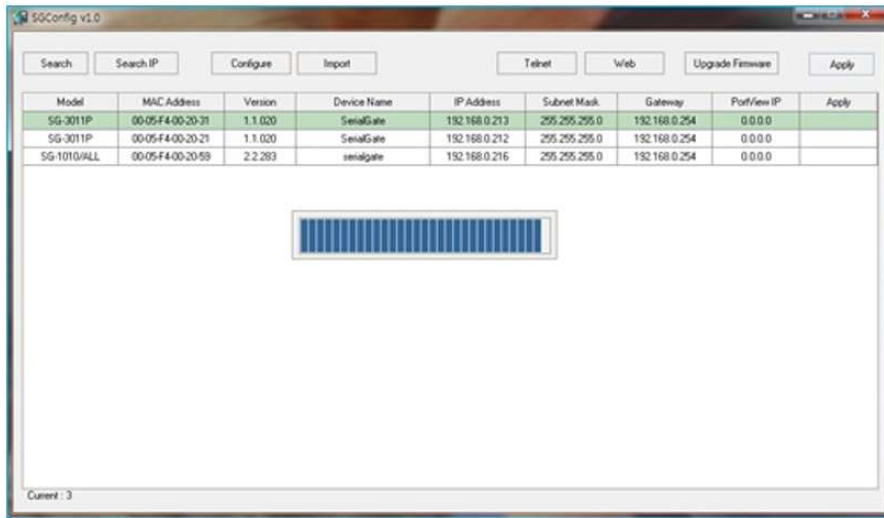 SGConfig v1.0
Search Search IP Configure Import Telnet Web Upgrade Firmware Apply
Model MAC Address Version Device Name IP Address Subnet Mask Gateway PortView IP Apply
SG-3011P 00-05-F4-00-20-31 1.1.020 SerialGate 192.168.0.213 255.255.255.0 192.168.0.254 0.0.0.0
SG-3011P 00-05-F4-00-20-21 1.1.020 SerialGate 192.168.0.212 255.255.255.0 192.168.0.254 0.0.0.0
SG-1010/ALL 00-05-F4-00-20-59 2.2.283 serialgate 192.168.0.216 255.255.255.0 192.168.0.254 0.0.0.0
Current : 3